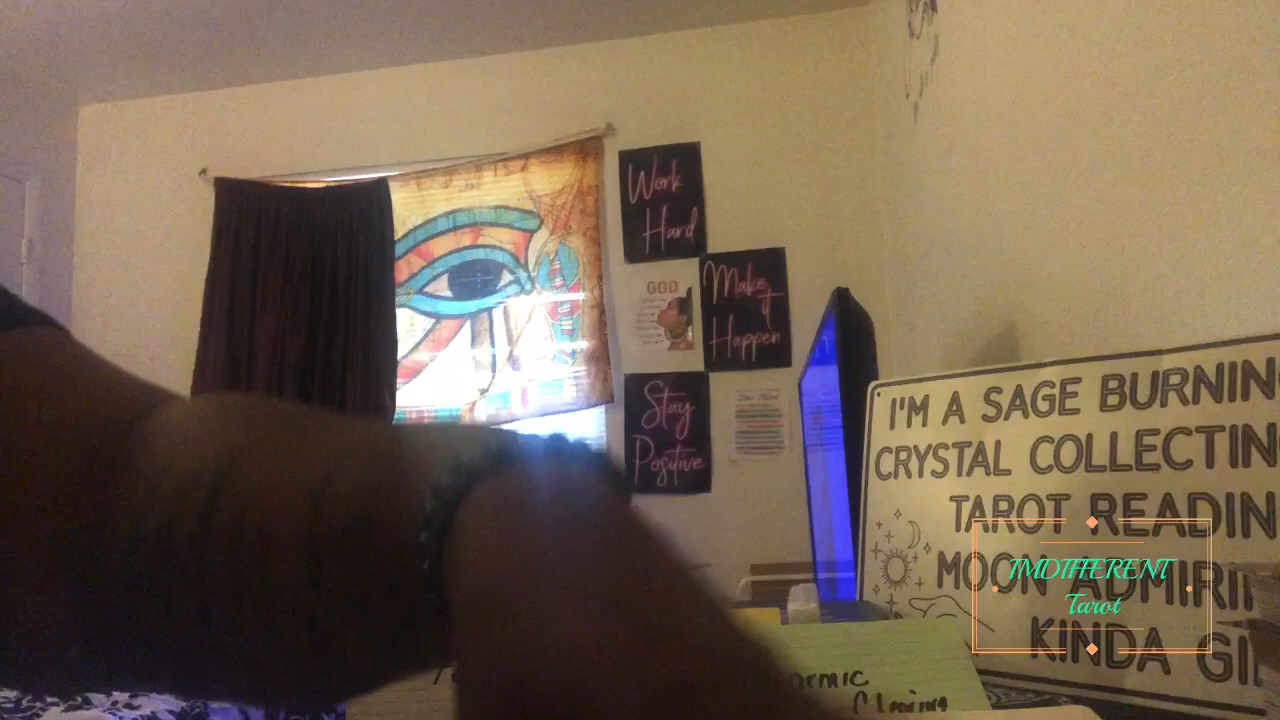 Work
Hard
GOD
Make
it
Happen
Stay
Positive
I'M A SAGE BURNIN
CRYSTAL COLLECTIN
TAROT READIN
MOON ADMIRIN
KINDA GI
IMDIFFERENT
Tarot
armic